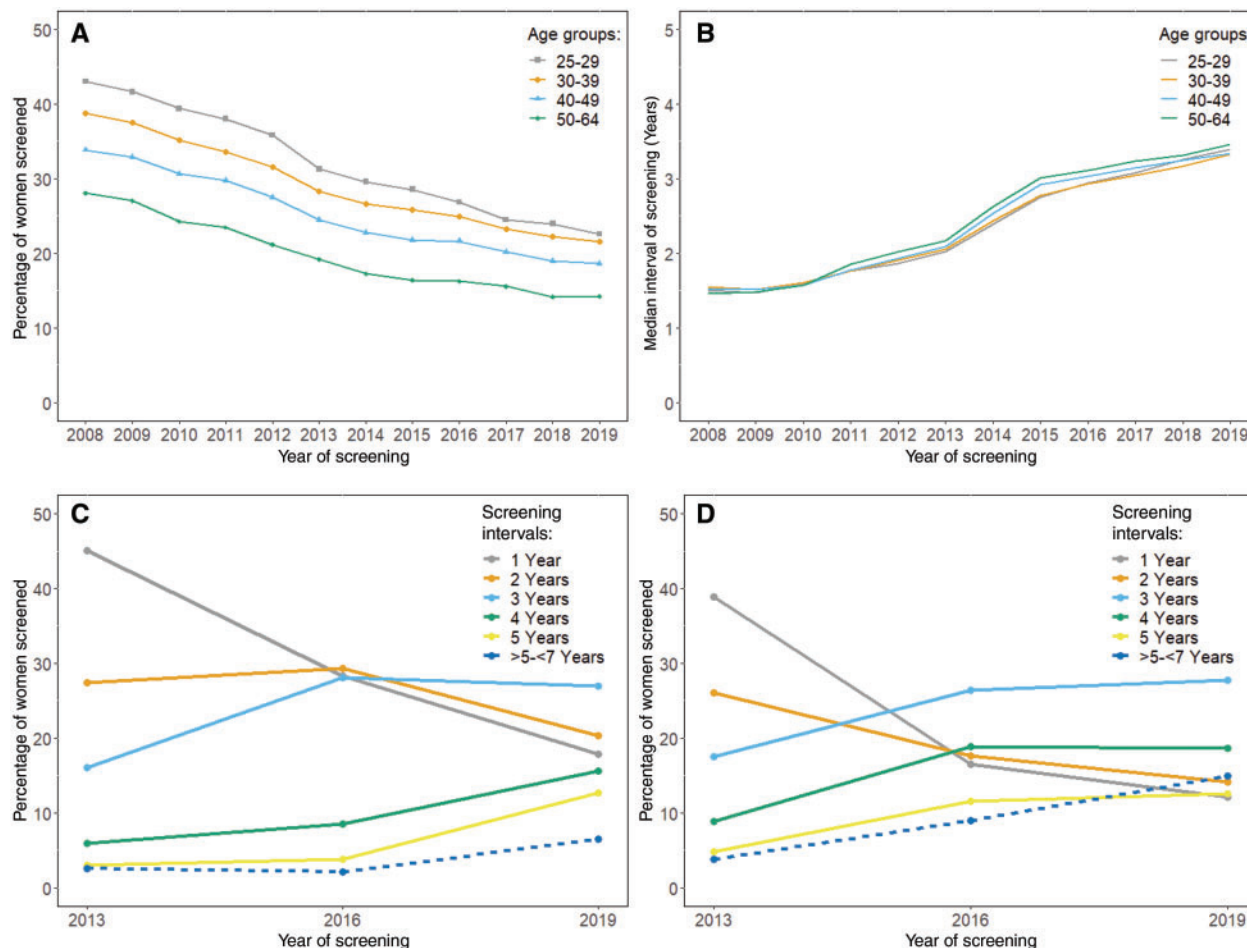 A
Age groups:
25-29
30-39
40-49
50-64
Percentage of women screened
50
40
30
20
10
0
2008 2009 2010 2011 2012 2013 2014 2015 2016 2017 2018 2019
Year of screening
B
Age groups:
25-29
30-39
40-49
50-64
Median interval of screening (Years)
5
4
3
2
1
0
2008 2009 2010 2011 2012 2013 2014 2015 2016 2017 2018 2019
Year of screening
C
Screening
intervals:
1 Year
2 Years
3 Years
4 Years
5 Years
>5-<7 Years
Percentage of women screened
50
40
30
20
10
0
2013 2016 2019
Year of screening
D
Screening
intervals:
1 Year
2 Years
3 Years
4 Years
5 Years
>5-<7 Years
Percentage of women screened
50
40
30
20
10
0
2013 2016 2019
Year of screening